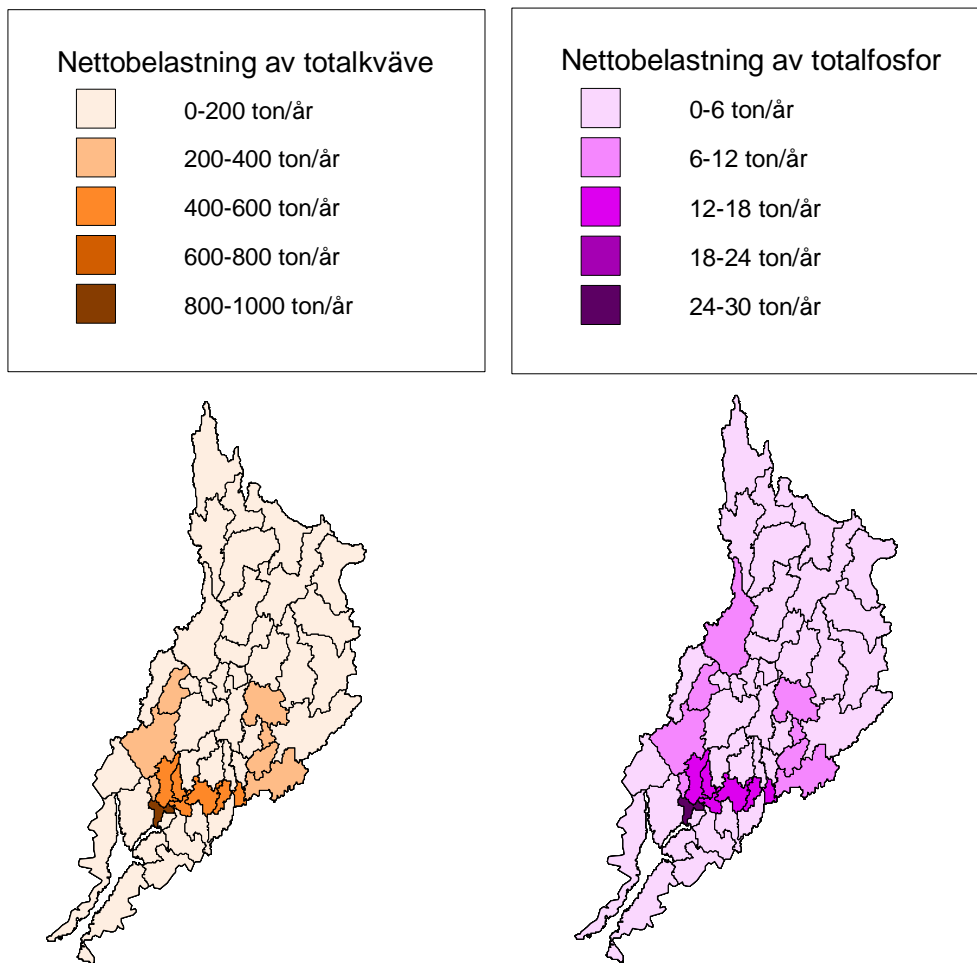 Nettobelastning av totalkväve
0-200 ton/år
200-400 ton/år
400-600 ton/år
600-800 ton/år
800-1000 ton/år
Nettobelastning av totalfosfor
0-6 ton/år
6-12 ton/år
12-18 ton/år
18-24 ton/år
24-30 ton/år